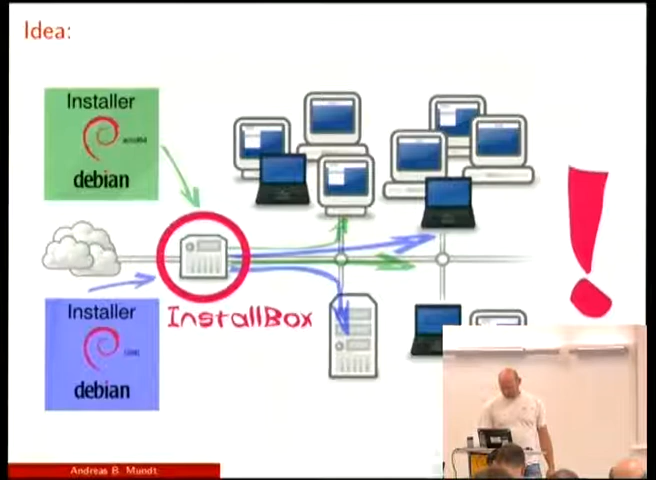 Idea:
Installer
debian
InstallBox
Installer
debian
Andreas B. Mundt